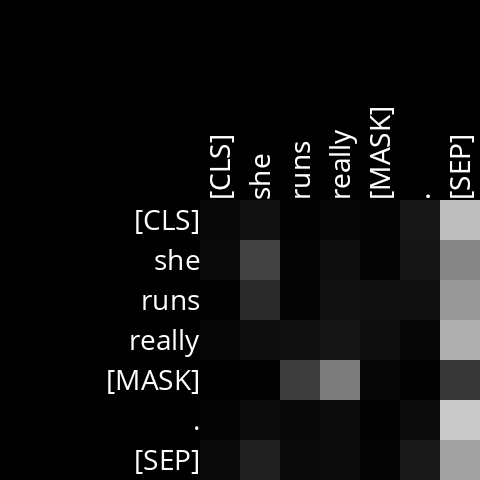 [CLS] she runs really [MASK] . [SEP]
[CLS]
she
runs
really
[MASK]
.
[SEP]